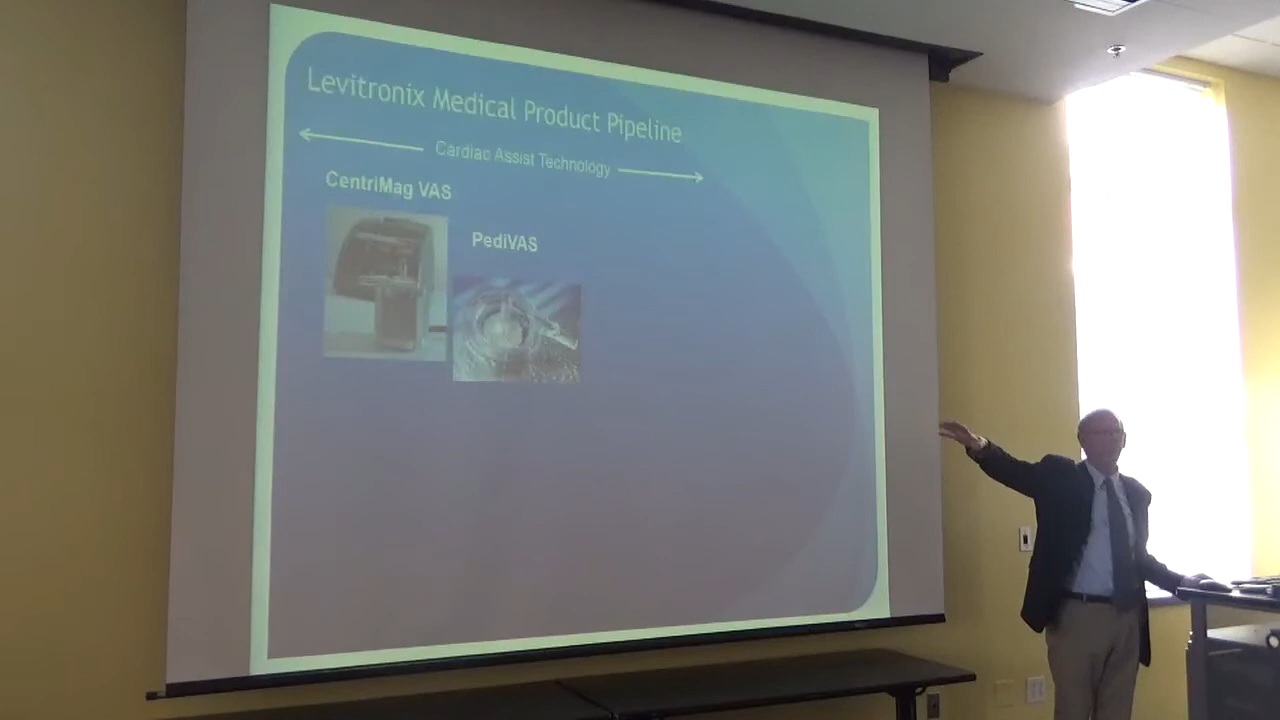 Levitronix Medical Product Pipeline
Cardiac Assist Technology
CentriMag VAS
PediVAS